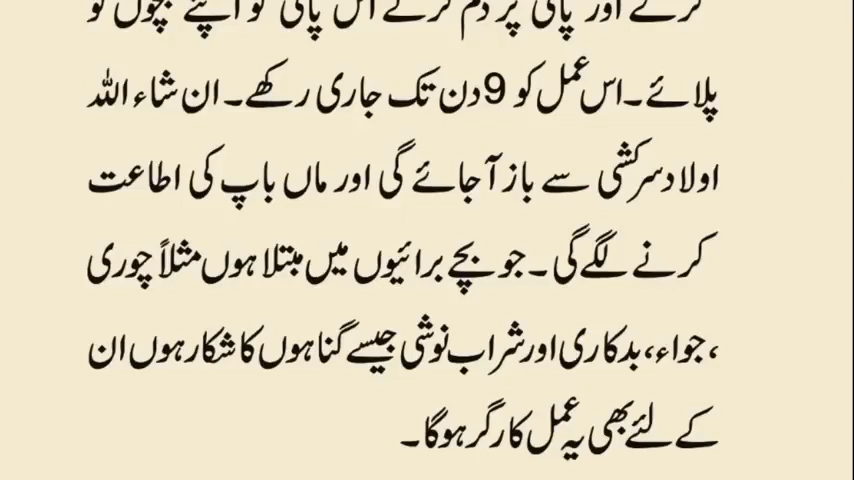 کرنے اور پانی پر دم کرکے اس پانی کو اپنے بچوں کو
پلائے۔اس عمل کو 9دن تک جاری رکھے۔ان شاء اللہ
اولاد سرکشی سے باز آجائے گی اور ماں باپ کی اطاعت
کرنے لگے گی۔جو بچے برائیوں میں مبتلا ہوں مثلاً چوری
،جواء،بدکاری اور شراب نوشی جیسے گناہوں کا شکار ہوں ان
کے لئے بھی یہ عمل کارگر ہوگا۔